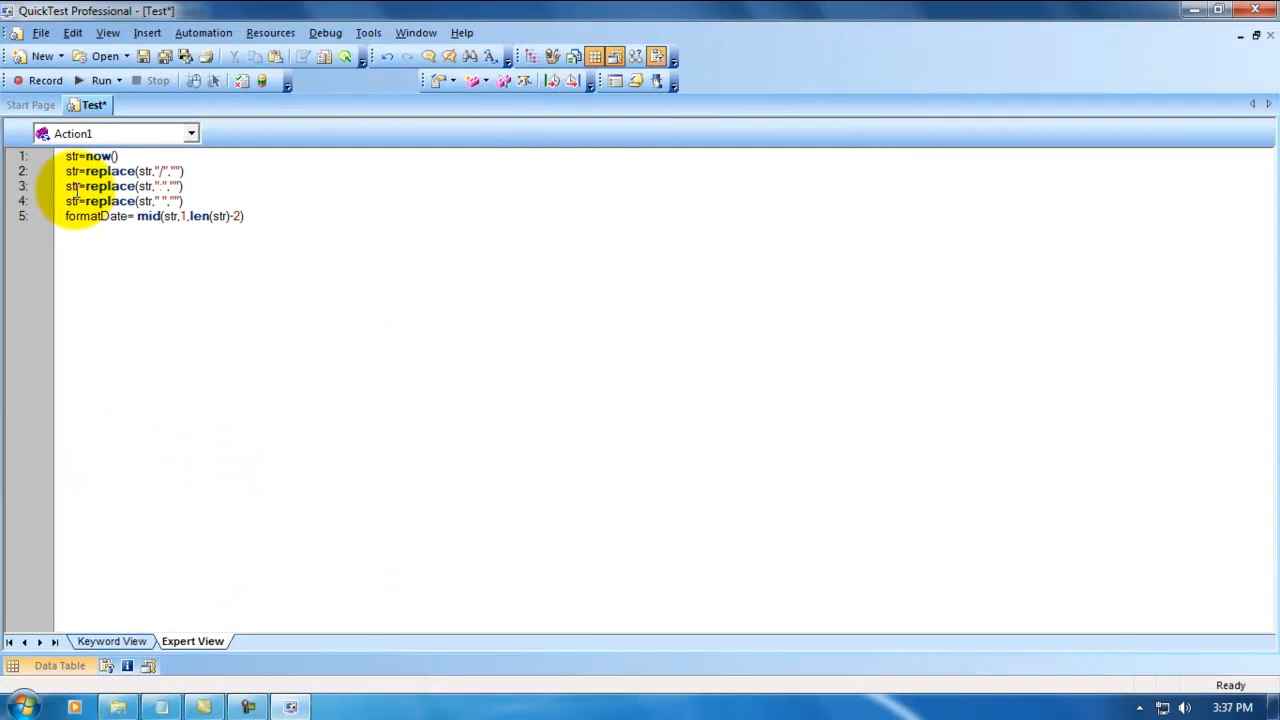 QuickTest Professional - [Test*]
File Edit View Insert Automation Resources Debug Tools Window Help
New Open
Record Run Stop
Start Page Test*
Action1
1: str=now()
2: str=replace(str,"/","")
3: str=replace(str,":","")
4: str=replace(str," ","")
5: formatDate= mid(str,1,len(str)-2)
Keyword View Expert View
Data Table
Ready
3:37 PM